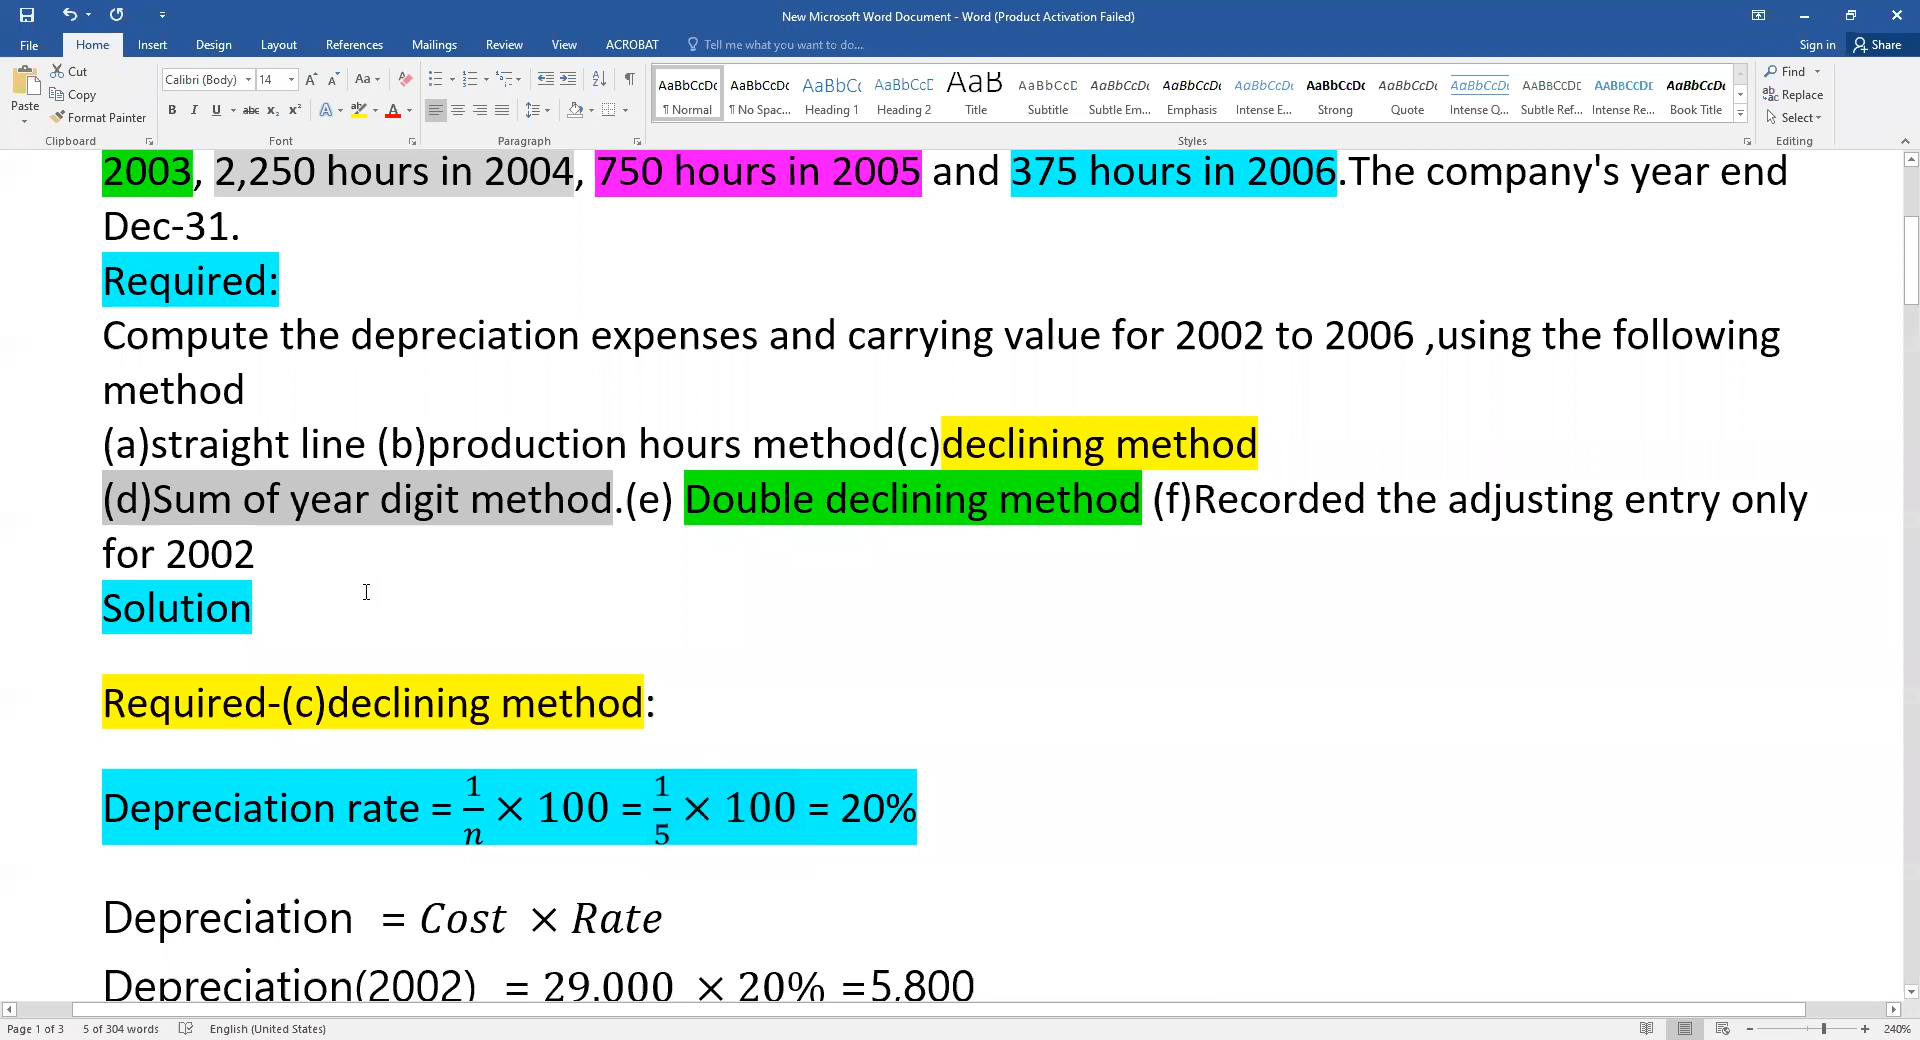 New Microsoft Word Document - Word (Product Activation Failed)
File Home Insert Design Layout References Mailings Review View ACROBAT Tell me what you want to do... Sign in Share
Paste
Cut
Copy
Format Painter
Clipboard
Calibri (Body) 14
Font
Paragraph
AaBbCcDc AaBbCcDc AaBbCc AaBbCcD AaB AaBbCcD AaBbCcDc AaBbCcDc AaBbCcDc AaBbCcDc AaBbCcDc AaBbCcDc AABBCCDE AABBCCDE AaBbCcDc
¶ Normal ¶ No Spac... Heading 1 Heading 2 Title Subtitle Subtle Em... Emphasis Intense E... Strong Quote Intense Q... Subtle Ref... Intense Re... Book Title
Styles
Find
Replace
Select
Editing
2003, 2,250 hours in 2004, 750 hours in 2005 and 375 hours in 2006.The company's year end
Dec-31.
Required:
Compute the depreciation expenses and carrying value for 2002 to 2006 ,using the following
method
(a)straight line (b)production hours method(c)declining method
(d)Sum of year digit method.(e) Double declining method (f)Recorded the adjusting entry only
for 2002
Solution
Required-(c)declining method:
Depreciation rate = 1/n × 100 = 1/5 × 100 = 20%
Depreciation = Cost × Rate
Depreciation(2002) = 29,000 × 20% =5,800
Page 1 of 3 5 of 304 words English (United States) 240%